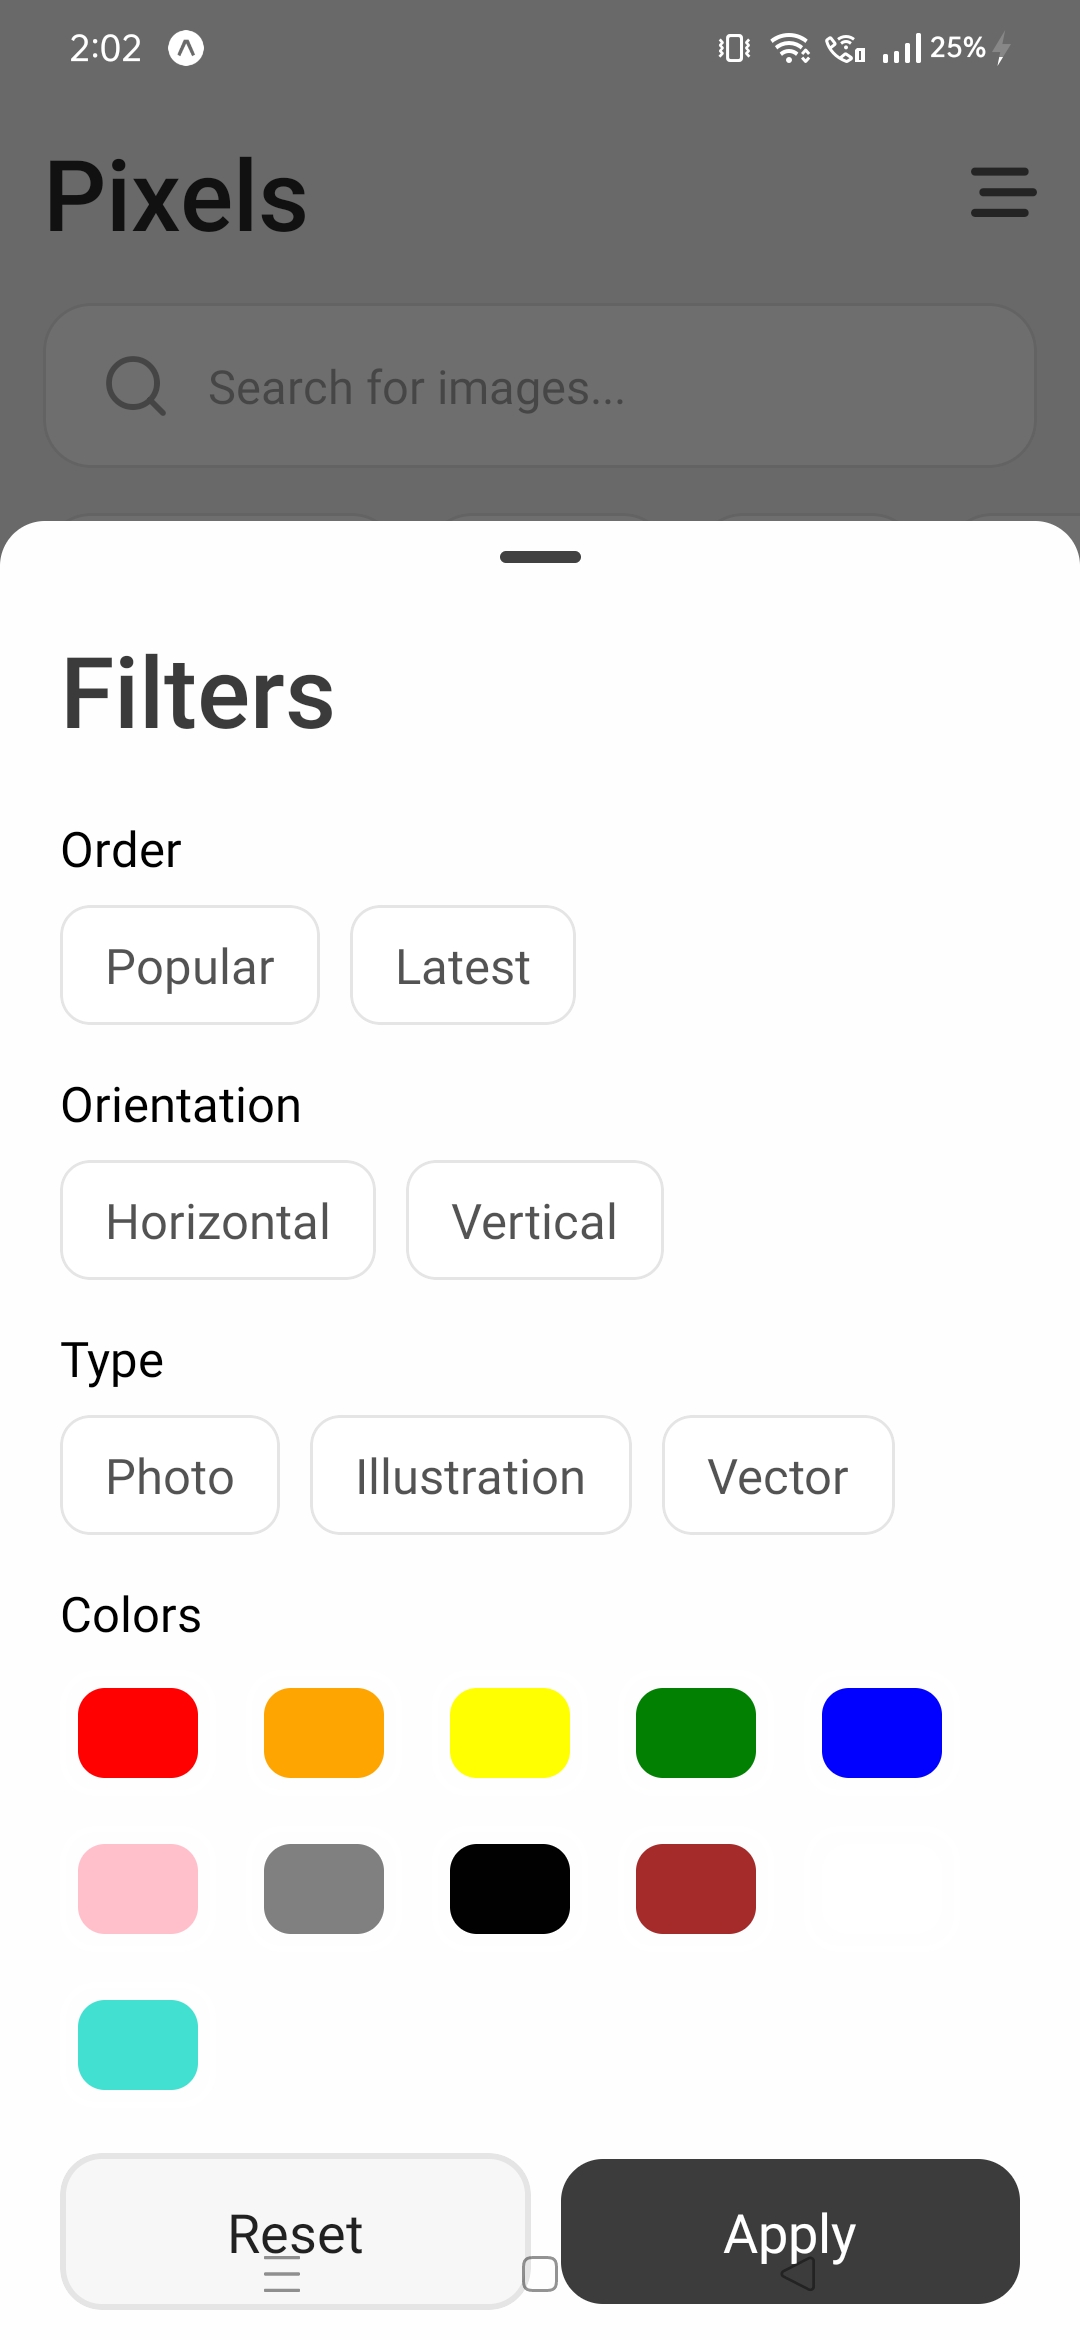 2:02 25%
Pixels
Search for images...
Filters
Order
Popular Latest
Orientation
Horizontal Vertical
Type
Photo Illustration Vector
Colors
Reset Apply